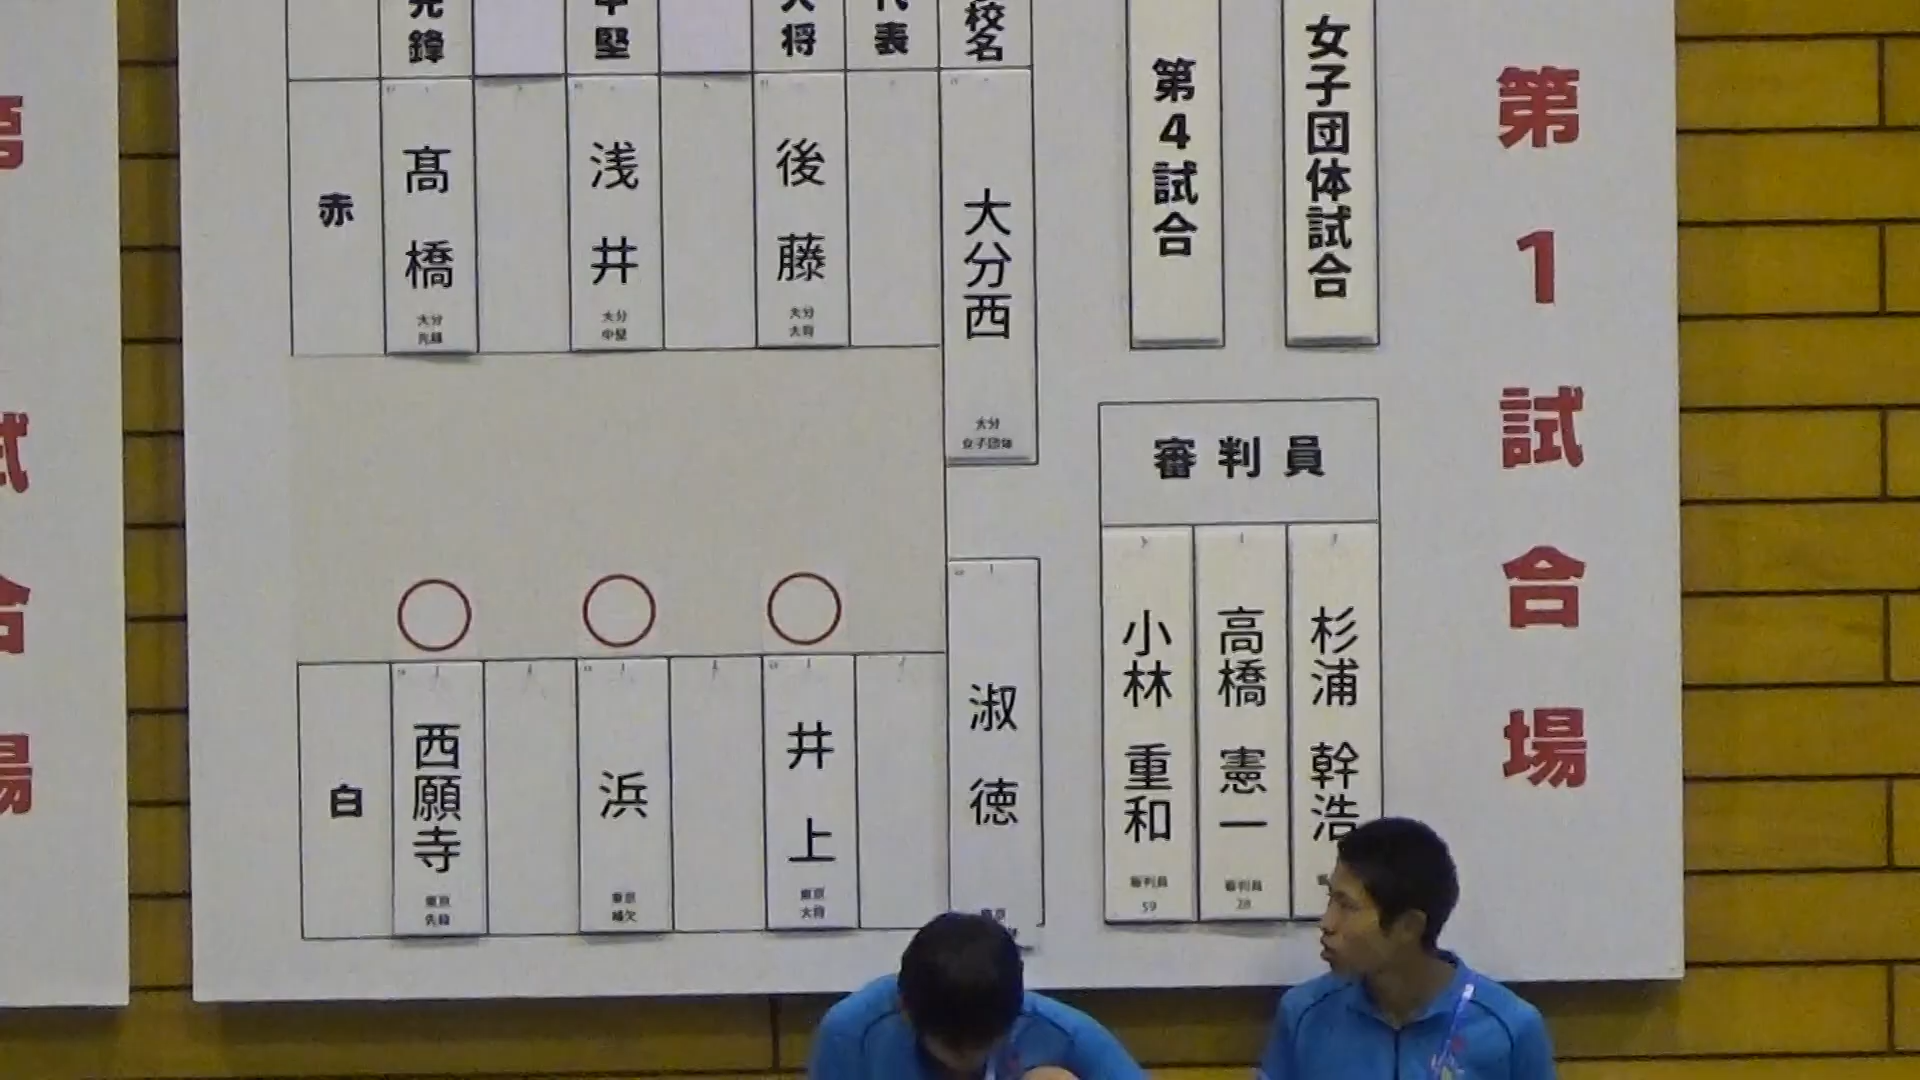 第1試合場
女子団体試合
第4試合
審判員
杉浦 幹浩
高橋 憲一
審判員
28
小林 重和
審判員
59
校名
大分西
大分
女子団体
淑徳
代表
大将
中堅
先鋒
赤
後藤
大分
大将
浅井
大分
中堅
髙橋
大分
先鋒
白
井上
東京
大将
浜
東京
補欠
西願寺
東京
先鋒
試
合
場